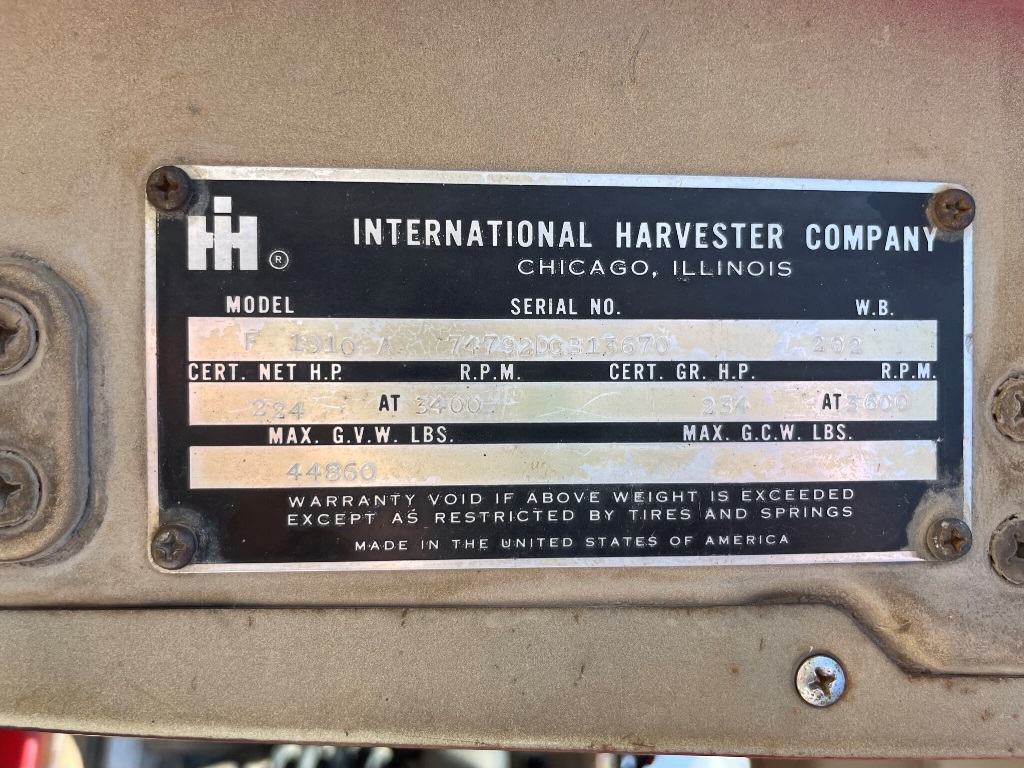 IH ®
INTERNATIONAL HARVESTER COMPANY
CHICAGO, ILLINOIS
MODEL SERIAL NO. W.B.
F 1910 A 74792DGB13670 202
CERT. NET H.P. R.P.M. CERT. GR. H.P. R.P.M.
224 AT 3400 234 AT 3600
MAX. G.V.W. LBS. MAX. G.C.W. LBS.
44860
WARRANTY VOID IF ABOVE WEIGHT IS EXCEEDED
EXCEPT AS RESTRICTED BY TIRES AND SPRINGS
MADE IN THE UNITED STATES OF AMERICA